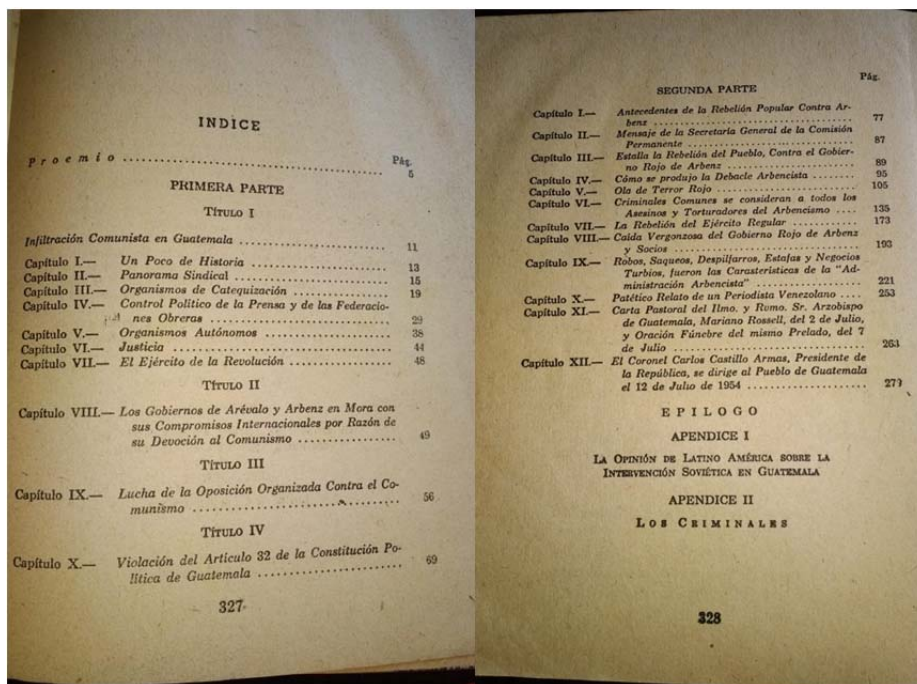 INDICE
Pág.
Proemio ........................................ 5
PRIMERA PARTE
TÍTULO I
Infiltración Comunista en Guatemala ........................ 11
Capítulo I.— Un Poco de Historia ........................ 13
Capítulo II.— Panorama Sindical ........................ 15
Capítulo III.— Organismos de Catequización ................ 19
Capítulo IV.— Control Político de la Prensa y de las Federacio-
nes Obreras ........................ 29
Capítulo V.— Organismos Autónomos ........................ 38
Capítulo VI.— Justicia ........................ 44
Capítulo VII.— El Ejército de la Revolución ................ 48
TÍTULO II
Capítulo VIII.— Los Gobiernos de Arévalo y Arbenz en Mora con
sus Compromisos Internacionales por Razón de
su Devoción al Comunismo ................ 49
TÍTULO III
Capítulo IX.— Lucha de la Oposición Organizada Contra el Co-
munismo ........................ 56
TÍTULO IV
Capítulo X.— Violación del Artículo 32 de la Constitución Po-
lítica de Guatemala ........................ 69
327
Pág.
SEGUNDA PARTE
Capítulo I.— Antecedentes de la Rebelión Popular Contra Ar-
benz ........................ 77
Capítulo II.— Mensaje de la Secretaría General de la Comisión
Permanente ........................ 87
Capítulo III.— Estalla la Rebelión del Pueblo, Contra el Gobier-
no Rojo de Arbenz ........................ 89
Capítulo IV.— Cómo se produjo la Debacle Arbencista ........ 95
Capítulo V.— Ola de Terror Rojo ........................ 105
Capítulo VI.— Criminales Comunes se consideran a todos los
Asesinos y Torturadores del Arbencismo .... 135
Capítulo VII.— La Rebelión del Ejército Regular ............ 173
Capítulo VIII.— Caída Vergonzosa del Gobierno Rojo de Arbenz
y Socios ........................ 193
Capítulo IX.— Robos, Saqueos, Despilfarros, Estafas y Negocios
Turbios, fueron las Caraterísticas de la "Ad-
ministración Arbencista" ................ 221
Capítulo X.— Patético Relato de un Periodista Venezolano .... 253
Capítulo XI.— Carta Pastoral del Ilmo. y Rvmo. Sr. Arzobispo
de Guatemala, Mariano Rossell, del 2 de Julio,
y Oración Fúnebre del mismo Prelado, del 7
de Julio ........................ 263
Capítulo XII.— El Coronel Carlos Castillo Armas, Presidente de
la República, se dirige al Pueblo de Guatemala
el 12 de Julio de 1954 ................ 279
EPILOGO
APENDICE I
LA OPINIÓN DE LATINO AMÉRICA SOBRE LA
INTERVENCIÓN SOVIÉTICA EN GUATEMALA
APENDICE II
LOS CRIMINALES
328